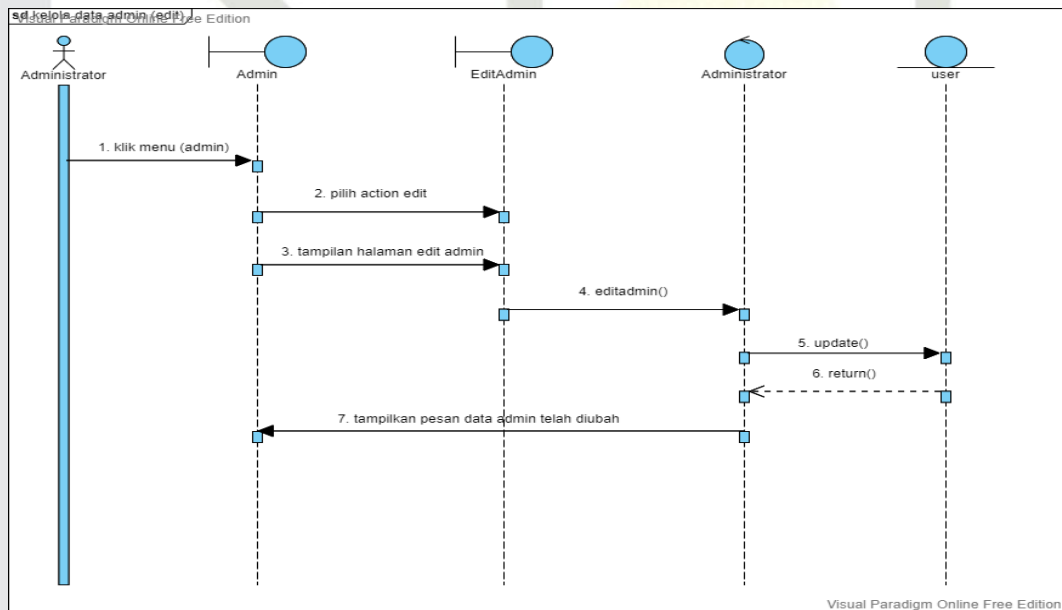 sd kelola data admin (edit)
Visual Paradigm Online Free Edition
Administrator
Admin
EditAdmin
Administrator
user
1. klik menu (admin)
2. pilih action edit
3. tampilan halaman edit admin
4. editadmin()
5. update()
6. return()
7. tampilkan pesan data admin telah diubah
Visual Paradigm Online Free Edition